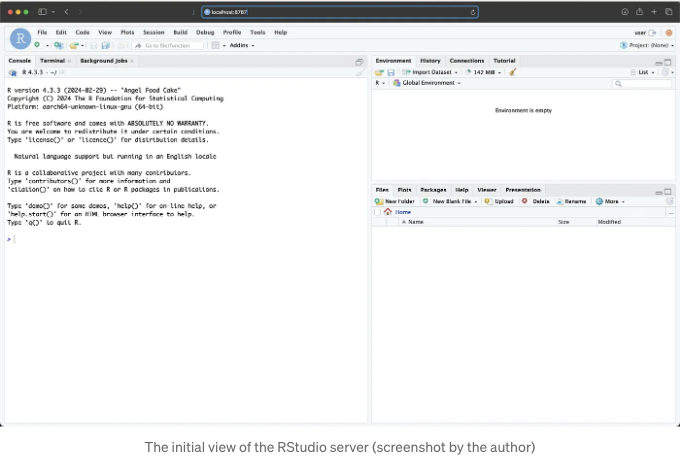 localhost:8787
R
File Edit Code View Plots Session Build Debug Profile Tools Help
user
Go to file/function
Addins
Project: (None)
Console Terminal Background Jobs
R 4.3.3 · ~/
R version 4.3.3 (2024-02-29) -- "Angel Food Cake"
Copyright (C) 2024 The R Foundation for Statistical Computing
Platform: aarch64-unknown-linux-gnu (64-bit)
R is free software and comes with ABSOLUTELY NO WARRANTY.
You are welcome to redistribute it under certain conditions.
Type 'license()' or 'licence()' for distribution details.
Natural language support but running in an English locale
R is a collaborative project with many contributors.
Type 'contributors()' for more information and
'citation()' on how to cite R or R packages in publications.
Type 'demo()' for some demos, 'help()' for on-line help, or
'help.start()' for an HTML browser interface to help.
Type 'q()' to quit R.
>
Environment History Connections Tutorial
Import Dataset 142 MiB List
R Global Environment
Environment is empty
Files Plots Packages Help Viewer Presentation
New Folder New Blank File Upload Delete Rename More
Home
Name Size Modified
The initial view of the RStudio server (screenshot by the author)